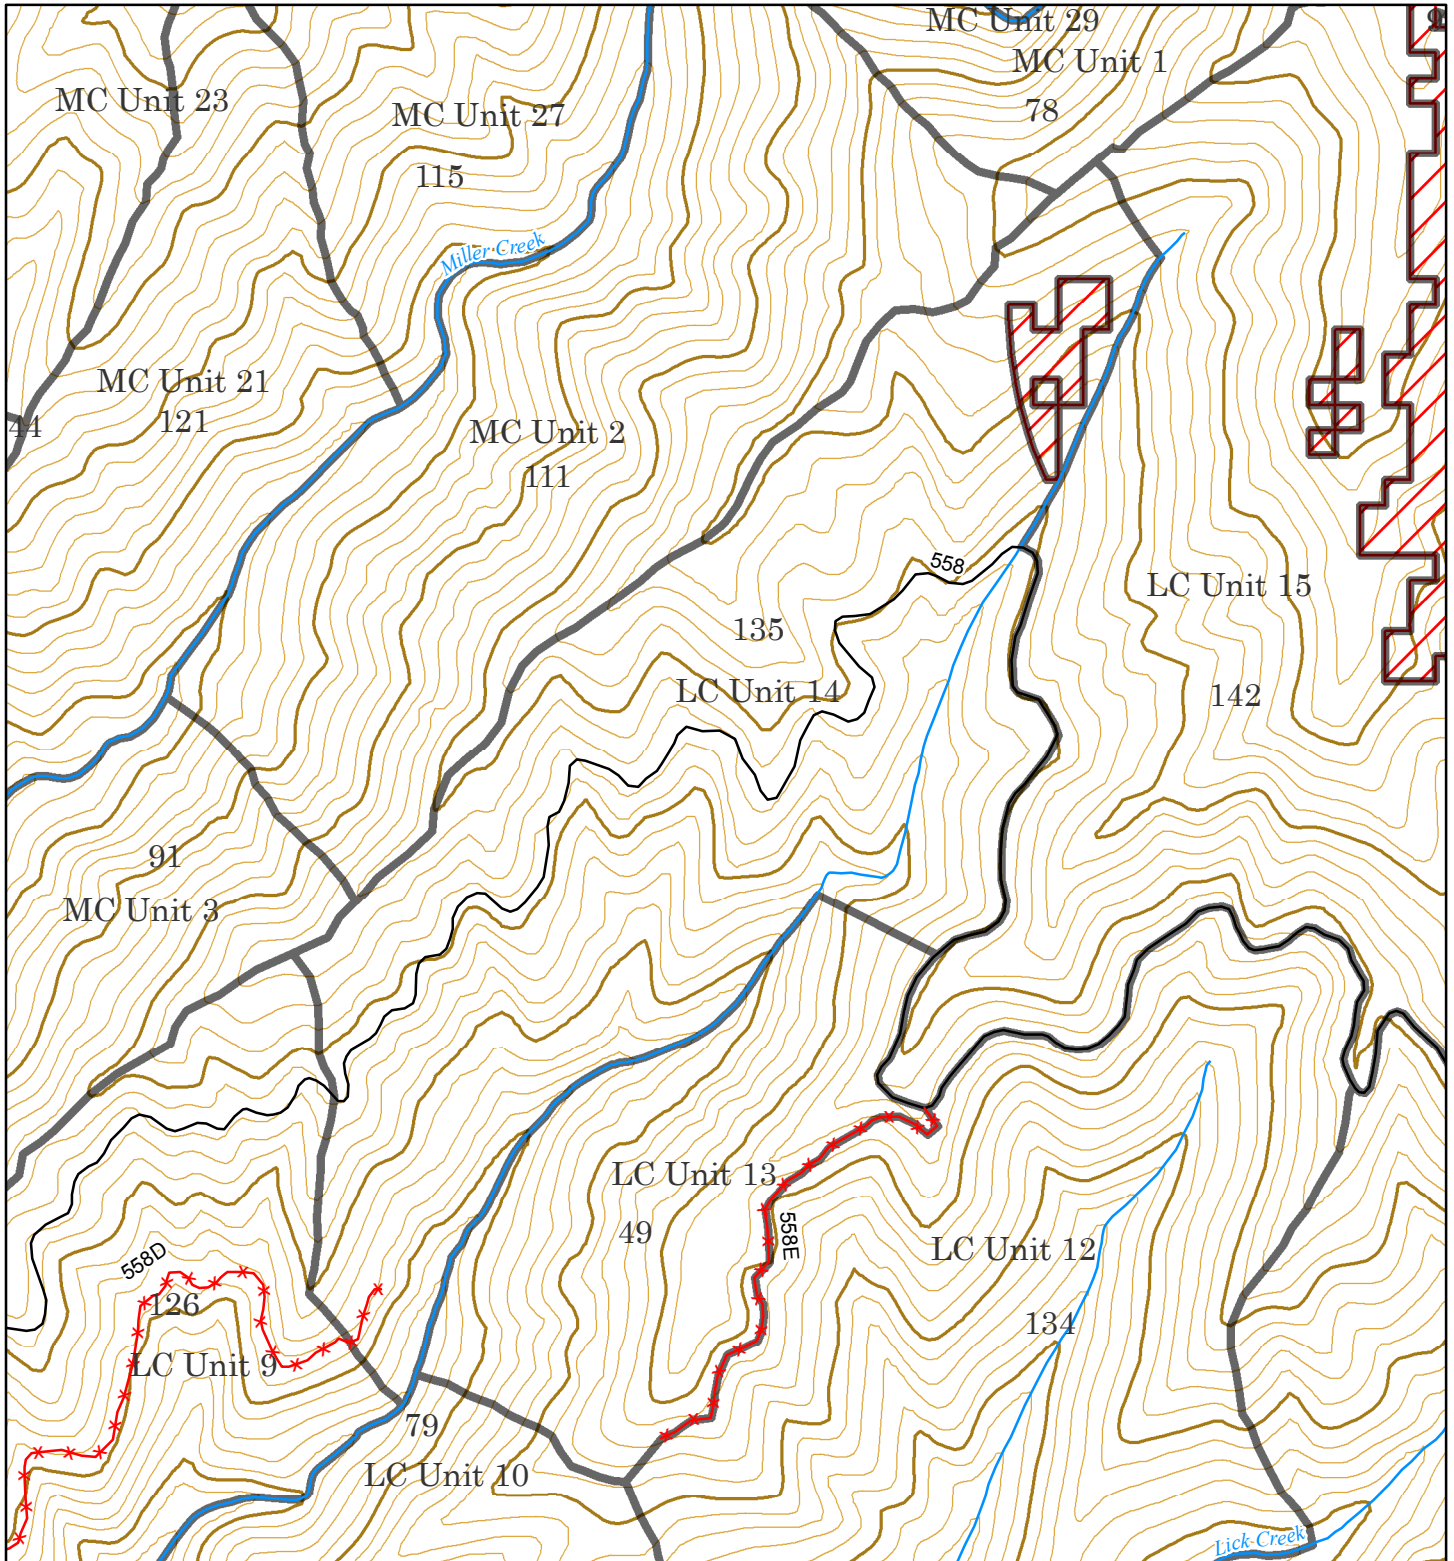 MC Unit 29
MC Unit 1
78
MC Unit 23
MC Unit 27
115
Miller Creek
MC Unit 21
121
44
MC Unit 2
111
558
LC Unit 15
135
LC Unit 14
142
91
MC Unit 3
LC Unit 13
49
558E
LC Unit 12
134
558D
126
LC Unit 9
79
LC Unit 10
Lick Creek